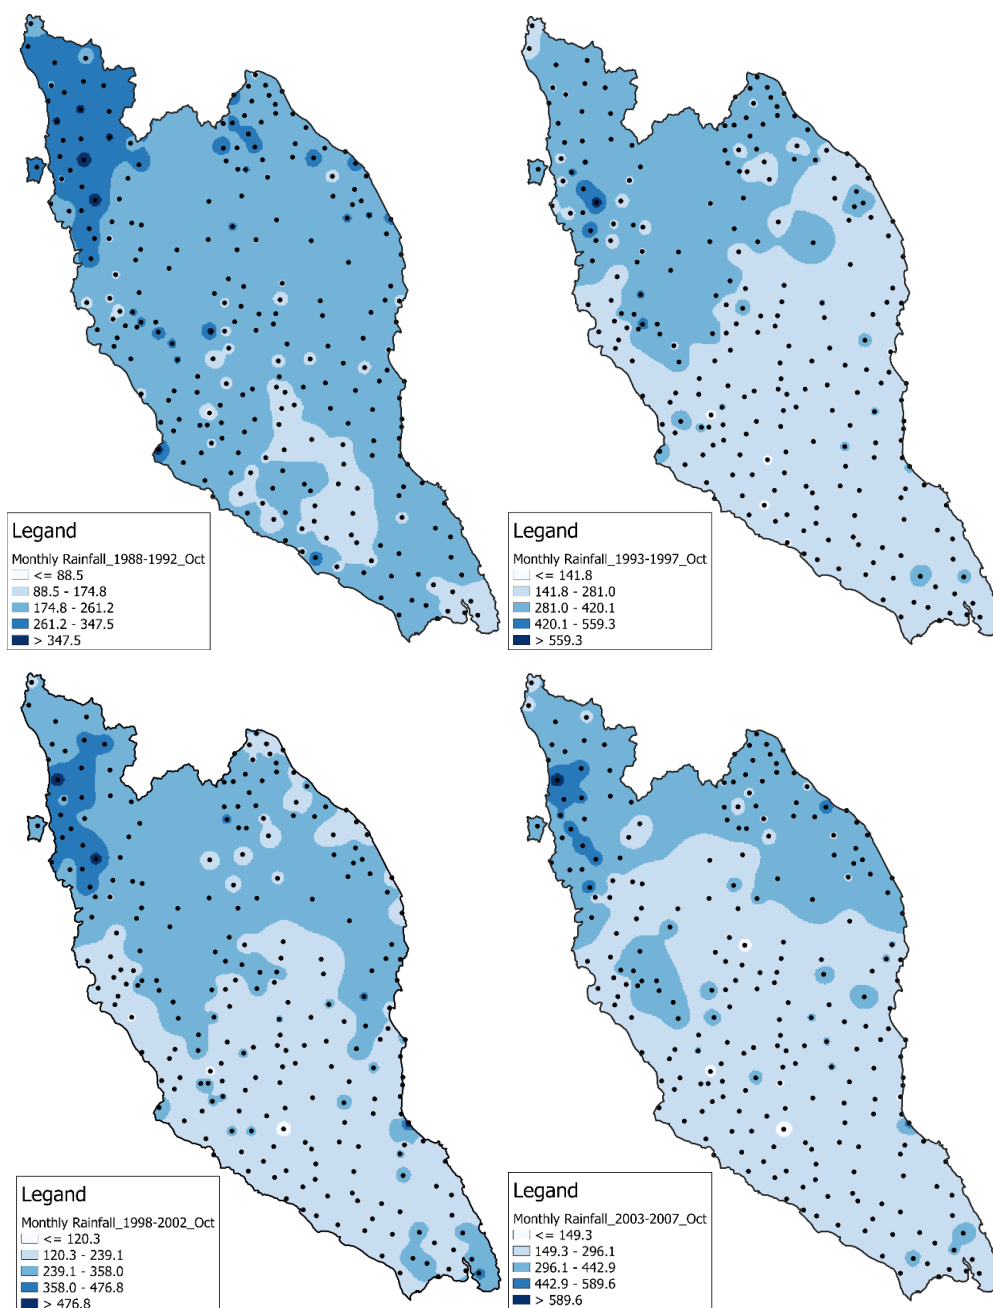 Legand
Monthly Rainfall_1988-1992_Oct
<= 88.5
88.5 - 174.8
174.8 - 261.2
261.2 - 347.5
> 347.5
Legand
Monthly Rainfall_1993-1997_Oct
<= 141.8
141.8 - 281.0
281.0 - 420.1
420.1 - 559.3
> 559.3
Legand
Monthly Rainfall_1998-2002_Oct
<= 120.3
120.3 - 239.1
239.1 - 358.0
358.0 - 476.8
> 476.8
Legand
Monthly Rainfall_2003-2007_Oct
<= 149.3
149.3 - 296.1
296.1 - 442.9
442.9 - 589.6
> 589.6